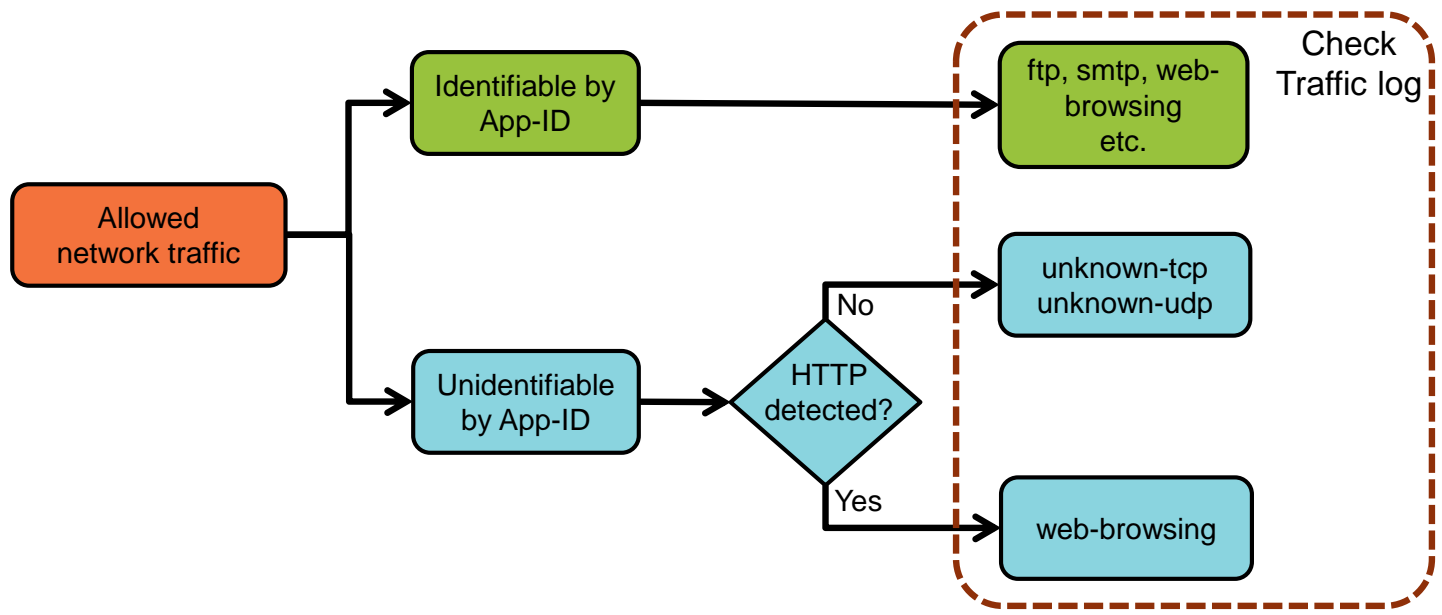 Allowed
network traffic
Identifiable by
App-ID
Unidentifiable
by App-ID
HTTP
detected?
No
Yes
Check
Traffic log
ftp, smtp, web-
browsing
etc.
unknown-tcp
unknown-udp
web-browsing